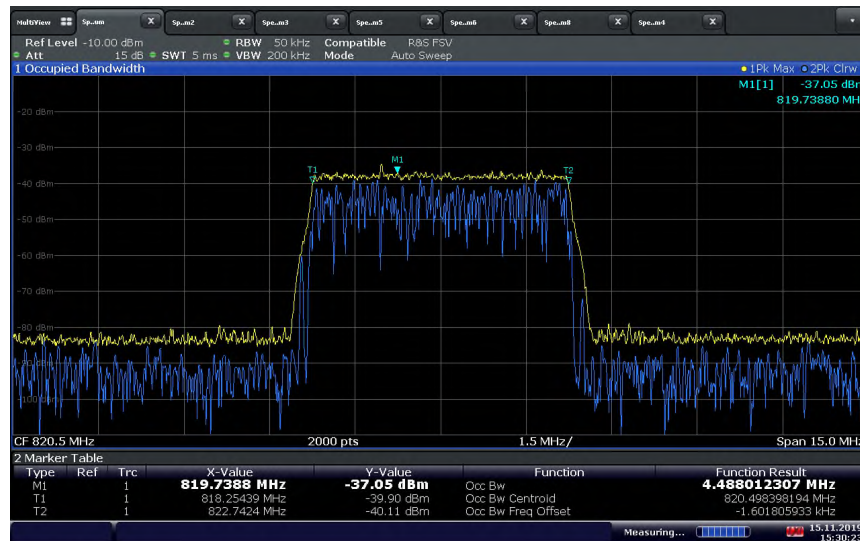 MultiView Sp..um X Sp..m2 X Spe..m3 X Spe..m5 X Spe..m6 X Spe..m8 X Spe..m4 X
Ref Level -10.00 dBm RBW 50 kHz Compatible R&S FSV
Att 15 dB SWT 5 ms VBW 200 kHz Mode Auto Sweep
1 Occupied Bandwidth 1Pk Max 2Pk Clrw
M1[1] -37.05 dBm
819.73880 MH
-20 dBm
-30 dBm
M1
T1 T2
-40 dBm
-50 dBm
-60 dBm
-70 dBm
-80 dBm
-90 dBm
-100 dBm
CF 820.5 MHz 2000 pts 1.5 MHz/ Span 15.0 MHz
2 Marker Table
Type Ref Trc X-Value Y-Value Function Function Result
M1 1 819.7388 MHz -37.05 dBm Occ Bw 4.488012307 MHz
T1 1 818.25439 MHz -39.90 dBm Occ Bw Centroid 820.498398194 MHz
T2 1 822.7424 MHz -40.11 dBm Occ Bw Freq Offset -1.601805933 kHz
Measuring... 15.11.2019
15:30:23